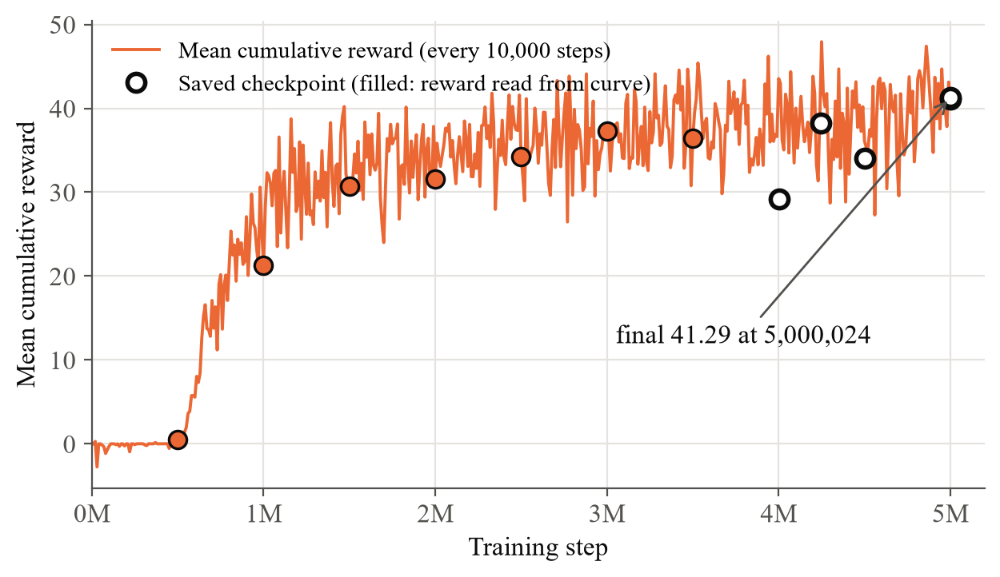 50
Mean cumulative reward (every 10,000 steps)
Saved checkpoint (filled: reward read from curve)
40
30
20
10
0
Mean cumulative reward
final 41.29 at 5,000,024
0M 1M 2M 3M 4M 5M
Training step